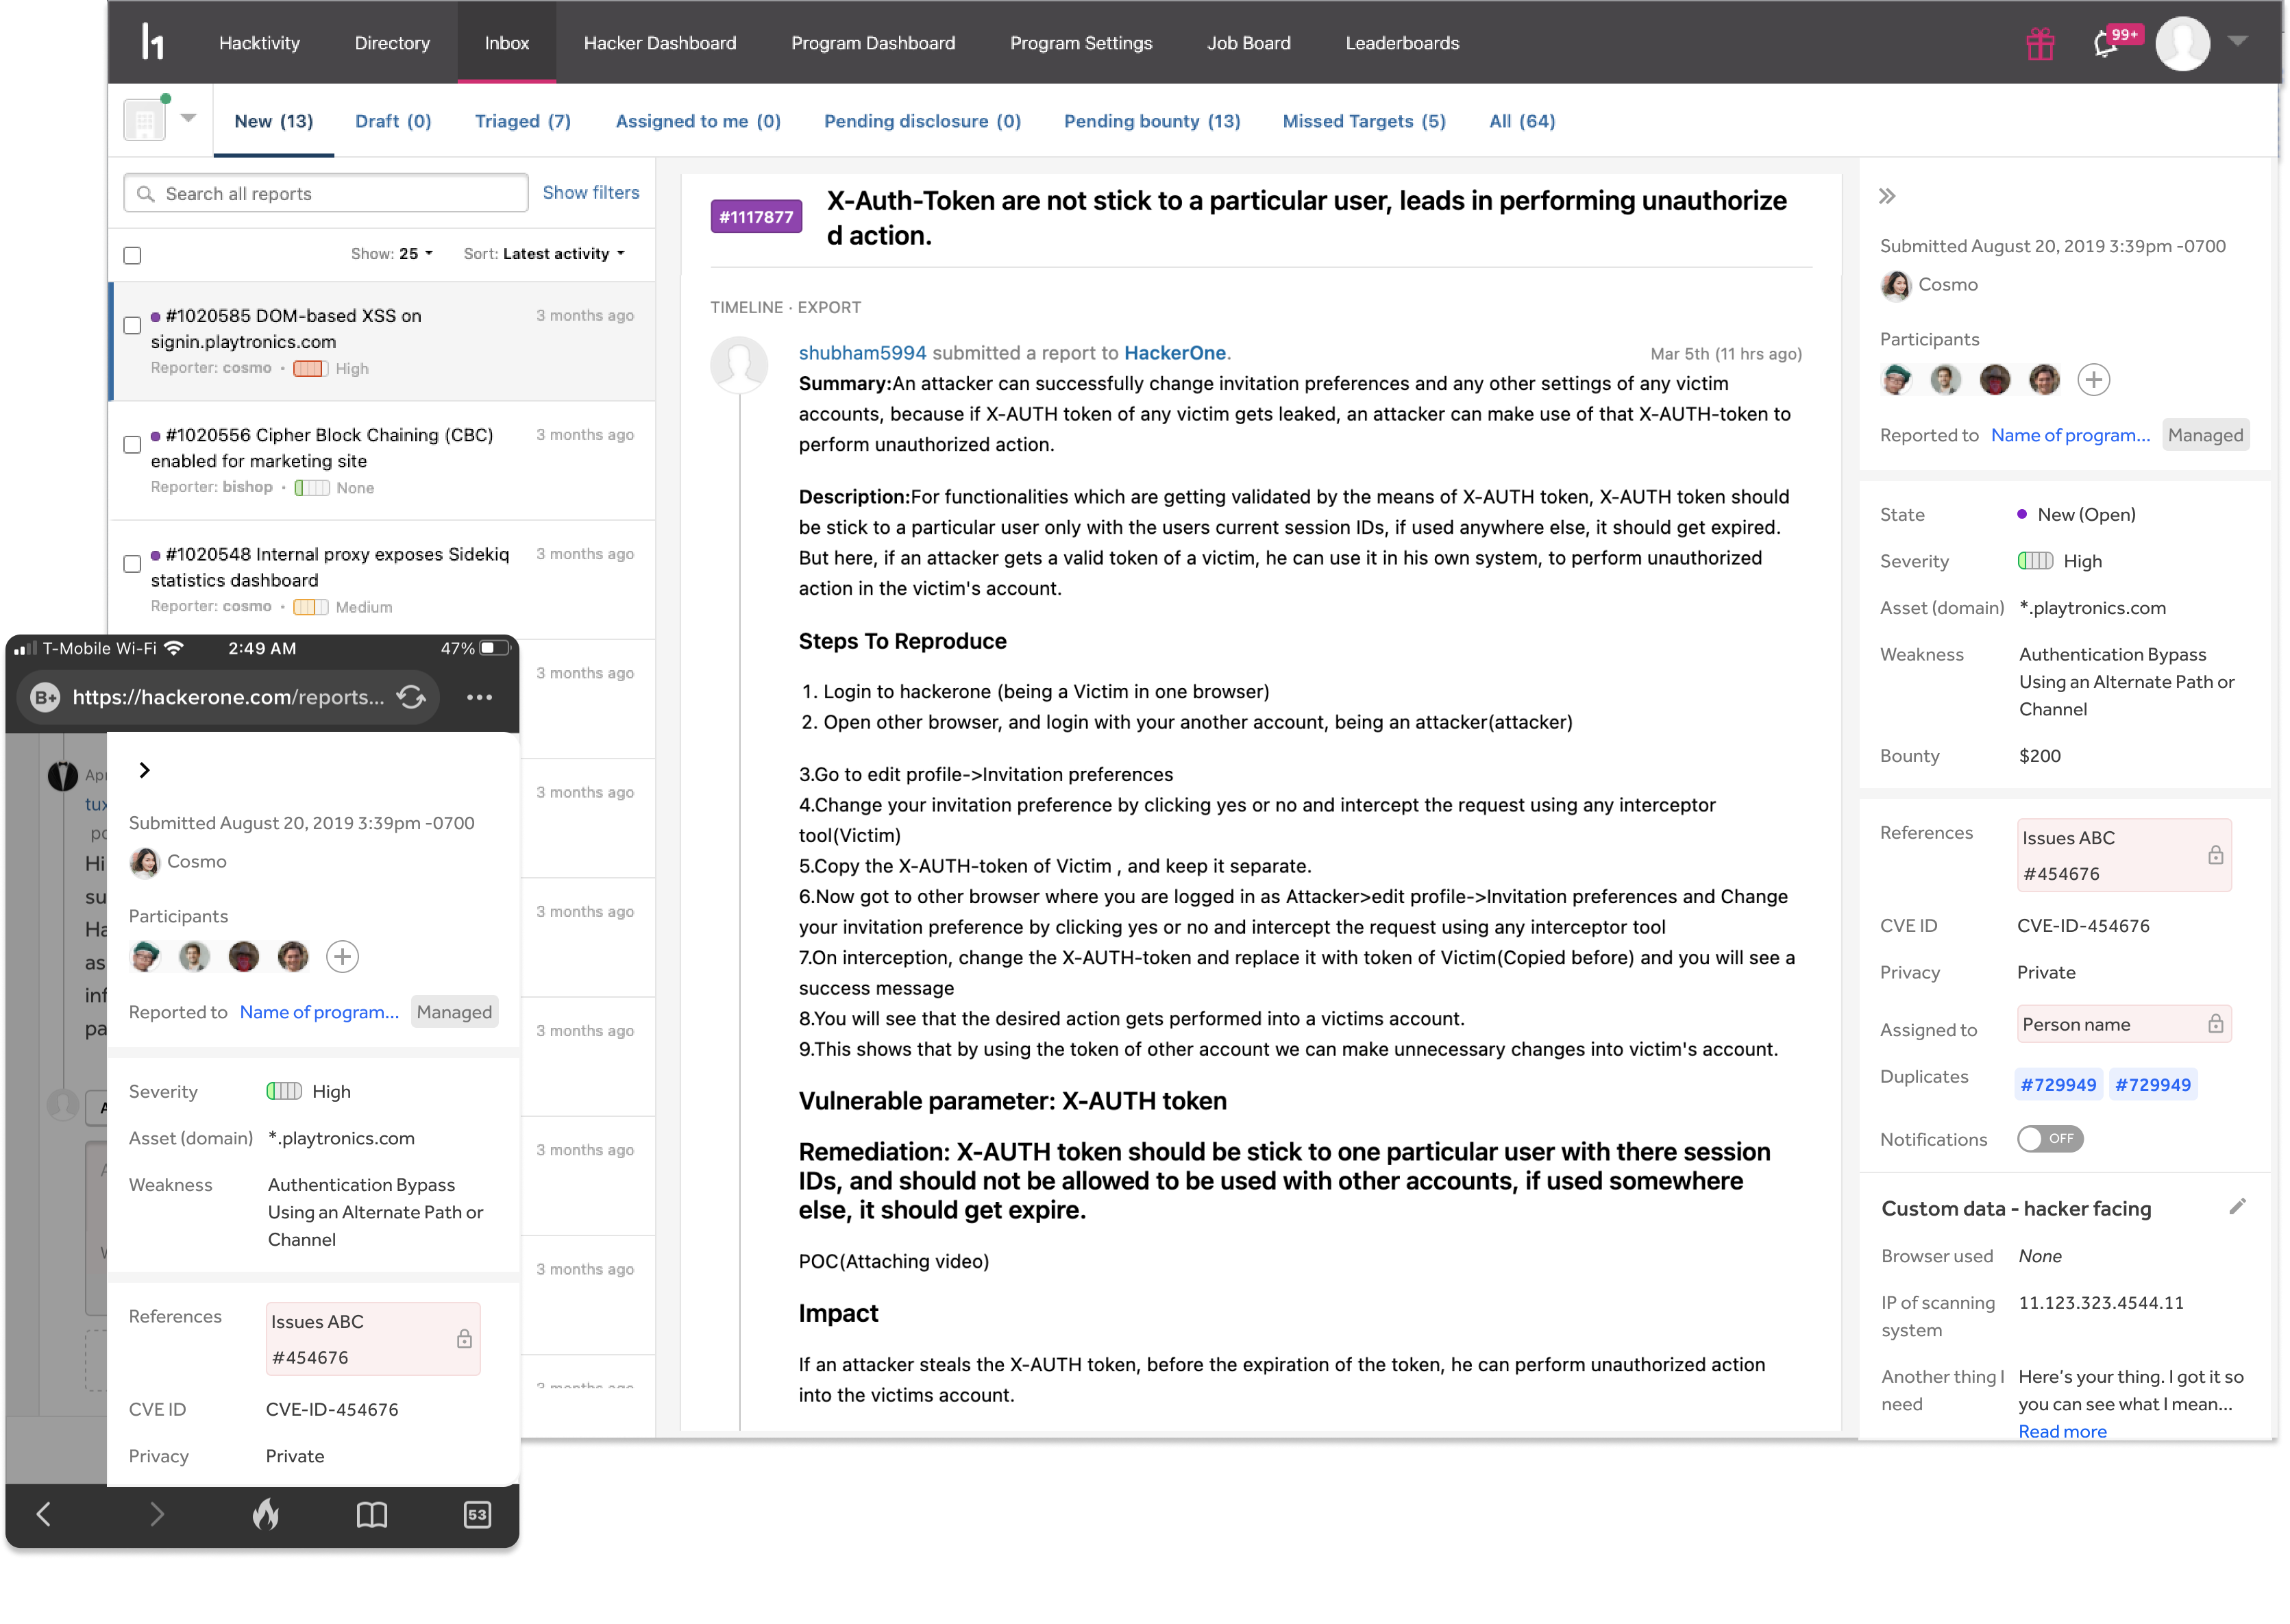 Hacktivity
Directory
Inbox
Hacker Dashboard
Program Dashboard
Program Settings
Job Board
Leaderboards
99+
New (13)
Draft (0)
Triaged (7)
Assigned to me (0)
Pending disclosure (0)
Pending bounty (13)
Missed Targets (5)
All (64)
Search all reports
Show filters
Show: 25
Sort: Latest activity
#1020585 DOM-based XSS on
signin.playtronics.com
3 months ago
Reporter: cosmo • High
#1020556 Cipher Block Chaining (CBC)
enabled for marketing site
3 months ago
Reporter: bishop • None
#1020548 Internal proxy exposes Sidekiq
statistics dashboard
3 months ago
Reporter: cosmo • Medium
3 months ago
3 months ago
3 months ago
3 months ago
3 months ago
3 months ago
3 months ago
#1117877
X-Auth-Token are not stick to a particular user, leads in performing unauthorize
d action.
TIMELINE · EXPORT
shubham5994 submitted a report to HackerOne.
Mar 5th (11 hrs ago)
Summary:An attacker can successfully change invitation preferences and any other settings of any victim
accounts, because if X-AUTH token of any victim gets leaked, an attacker can make use of that X-AUTH-token to
perform unauthorized action.
Description:For functionalities which are getting validated by the means of X-AUTH token, X-AUTH token should
be stick to a particular user only with the users current session IDs, if used anywhere else, it should get expired.
But here, if an attacker gets a valid token of a victim, he can use it in his own system, to perform unauthorized
action in the victim's account.
Steps To Reproduce
1. Login to hackerone (being a Victim in one browser)
2. Open other browser, and login with your another account, being an attacker(attacker)
3.Go to edit profile->Invitation preferences
4.Change your invitation preference by clicking yes or no and intercept the request using any interceptor
tool(Victim)
5.Copy the X-AUTH-token of Victim , and keep it separate.
6.Now got to other browser where you are logged in as Attacker>edit profile->Invitation preferences and Change
your invitation preference by clicking yes or no and intercept the request using any interceptor tool
7.On interception, change the X-AUTH-token and replace it with token of Victim(Copied before) and you will see a
success message
8.You will see that the desired action gets performed into a victims account.
9.This shows that by using the token of other account we can make unnecessary changes into victim's account.
Vulnerable parameter: X-AUTH token
Remediation: X-AUTH token should be stick to one particular user with there session
IDs, and should not be allowed to be used with other accounts, if used somewhere
else, it should get expire.
POC(Attaching video)
Impact
If an attacker steals the X-AUTH token, before the expiration of the token, he can perform unauthorized action
into the victims account.
Submitted August 20, 2019 3:39pm -0700
Cosmo
Participants
Reported to Name of program... Managed
State New (Open)
Severity High
Asset (domain) *.playtronics.com
Weakness Authentication Bypass
Using an Alternate Path or
Channel
Bounty $200
References Issues ABC
#454676
CVE ID CVE-ID-454676
Privacy Private
Assigned to Person name
Duplicates #729949 #729949
Notifications OFF
Custom data - hacker facing
Browser used None
IP of scanning 11.123.323.4544.11
system
Another thing I Here's your thing. I got it so
need you can see what I mean...
Read more
T-Mobile Wi-Fi 2:49 AM 47%
B+ https://hackerone.com/reports...
Submitted August 20, 2019 3:39pm -0700
Cosmo
Participants
Reported to Name of program... Managed
Severity High
Asset (domain) *.playtronics.com
Weakness Authentication Bypass
Using an Alternate Path or
Channel
References Issues ABC
#454676
CVE ID CVE-ID-454676
Privacy Private
53